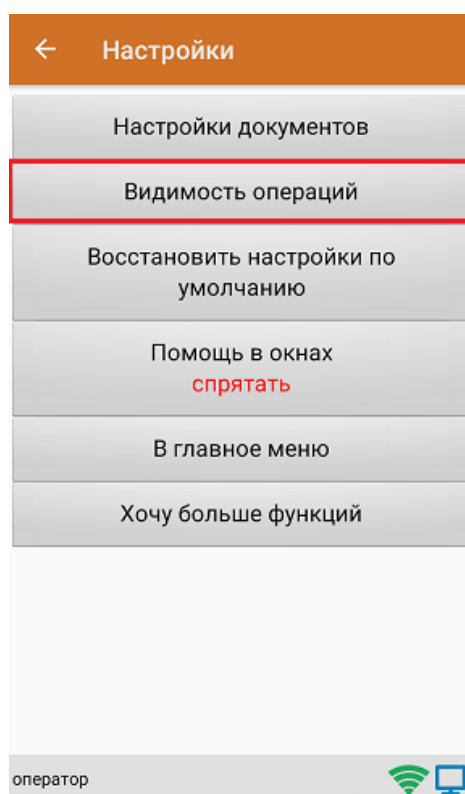 Настройки
Настройки документов
Видимость операций
Восстановить настройки по
умолчанию
Помощь в окнах
спрятать
В главное меню
Хочу больше функций
оператор